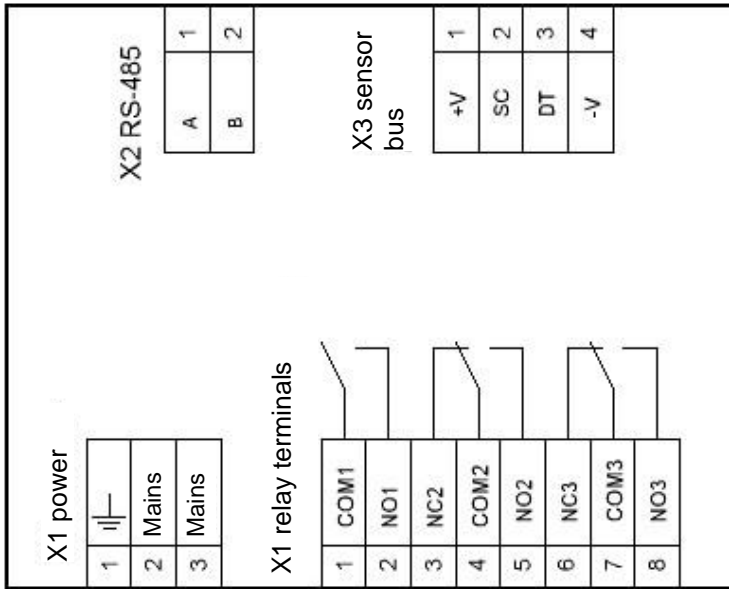 X1 power
1
2 Mains
3 Mains
X2 RS-485
A 1
B 2
X1 relay terminals
1 COM1
2 NO1
3 NC2
4 COM2
5 NO2
6 NC3
7 COM3
8 NO3
X3 sensor
bus
+V 1
SC 2
DT 3
-V 4